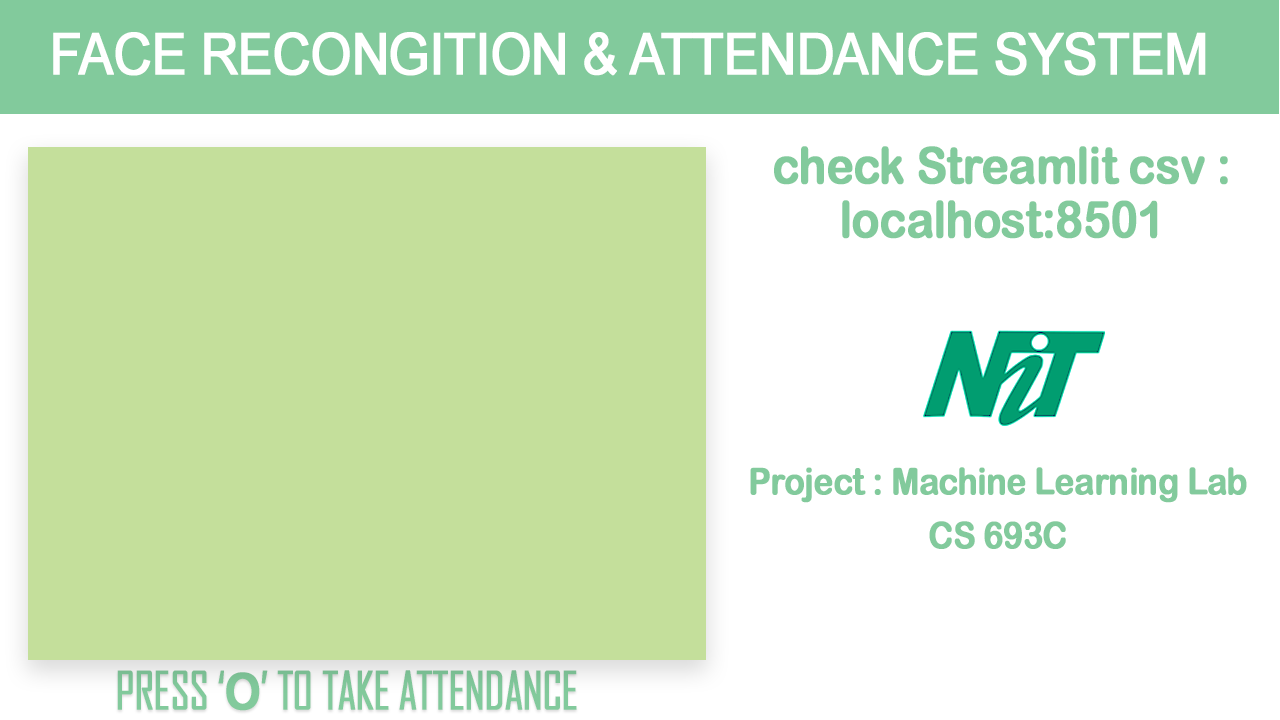 FACE RECONGITION & ATTENDANCE SYSTEM
check Streamlit csv :
localhost:8501
NiT
Project : Machine Learning Lab
CS 693C
PRESS ‘O’ TO TAKE ATTENDANCE